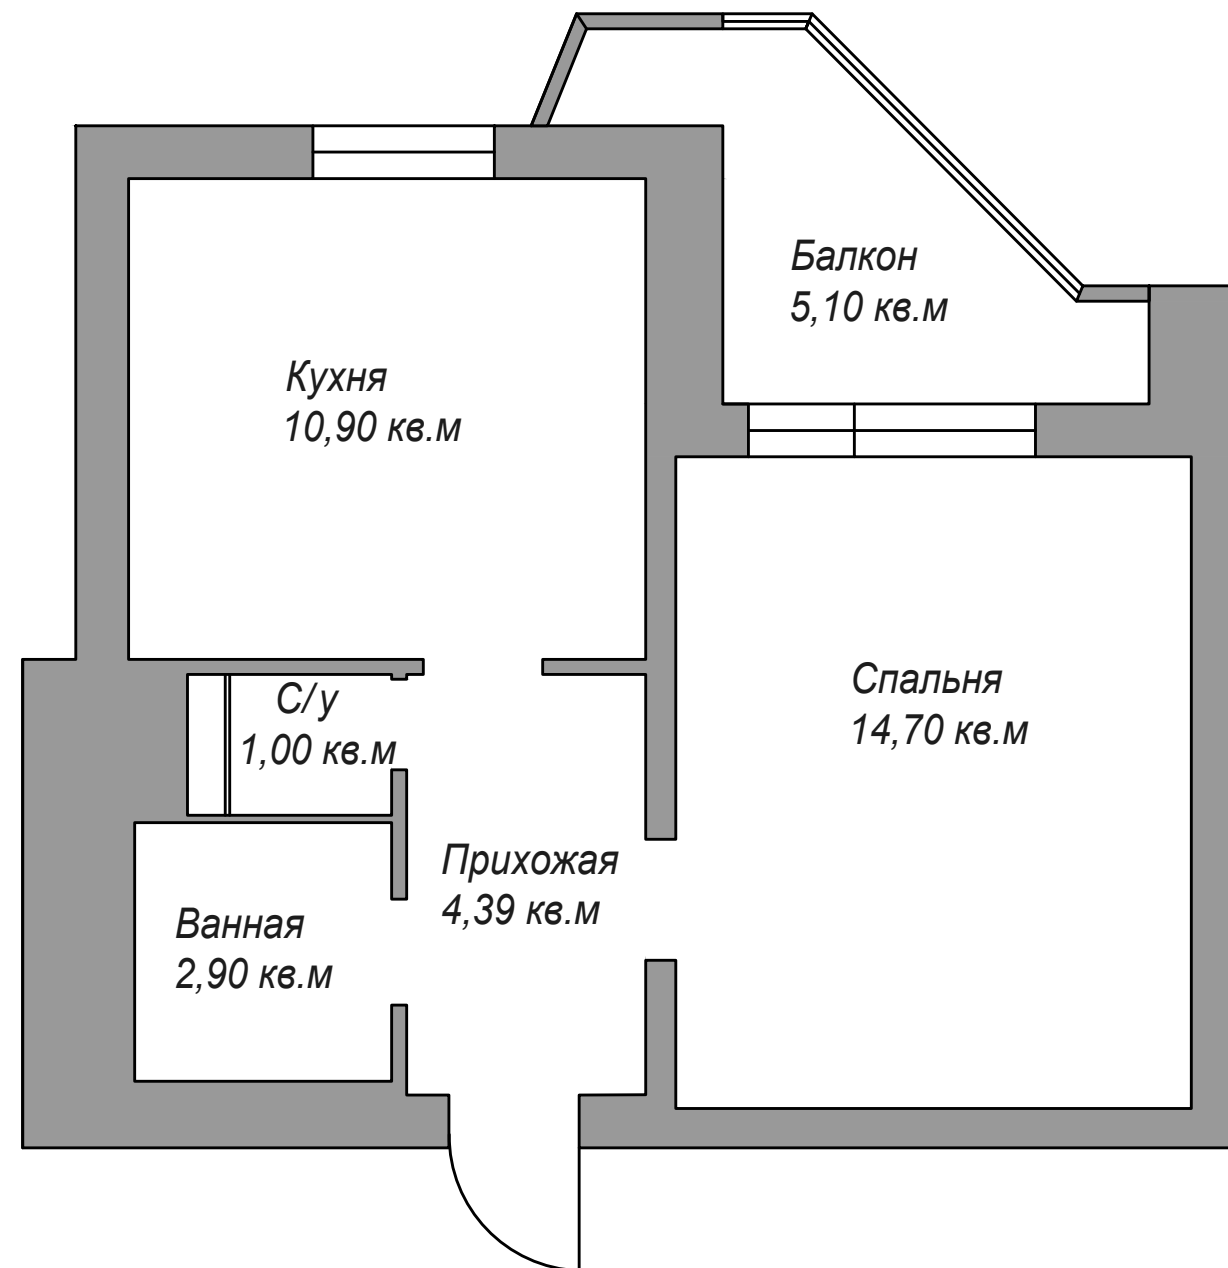 Балкон
5,10 кв.м
Кухня
10,90 кв.м
Спальня
14,70 кв.м
С/у
1,00 кв.м
Прихожая
4,39 кв.м
Ванная
2,90 кв.м